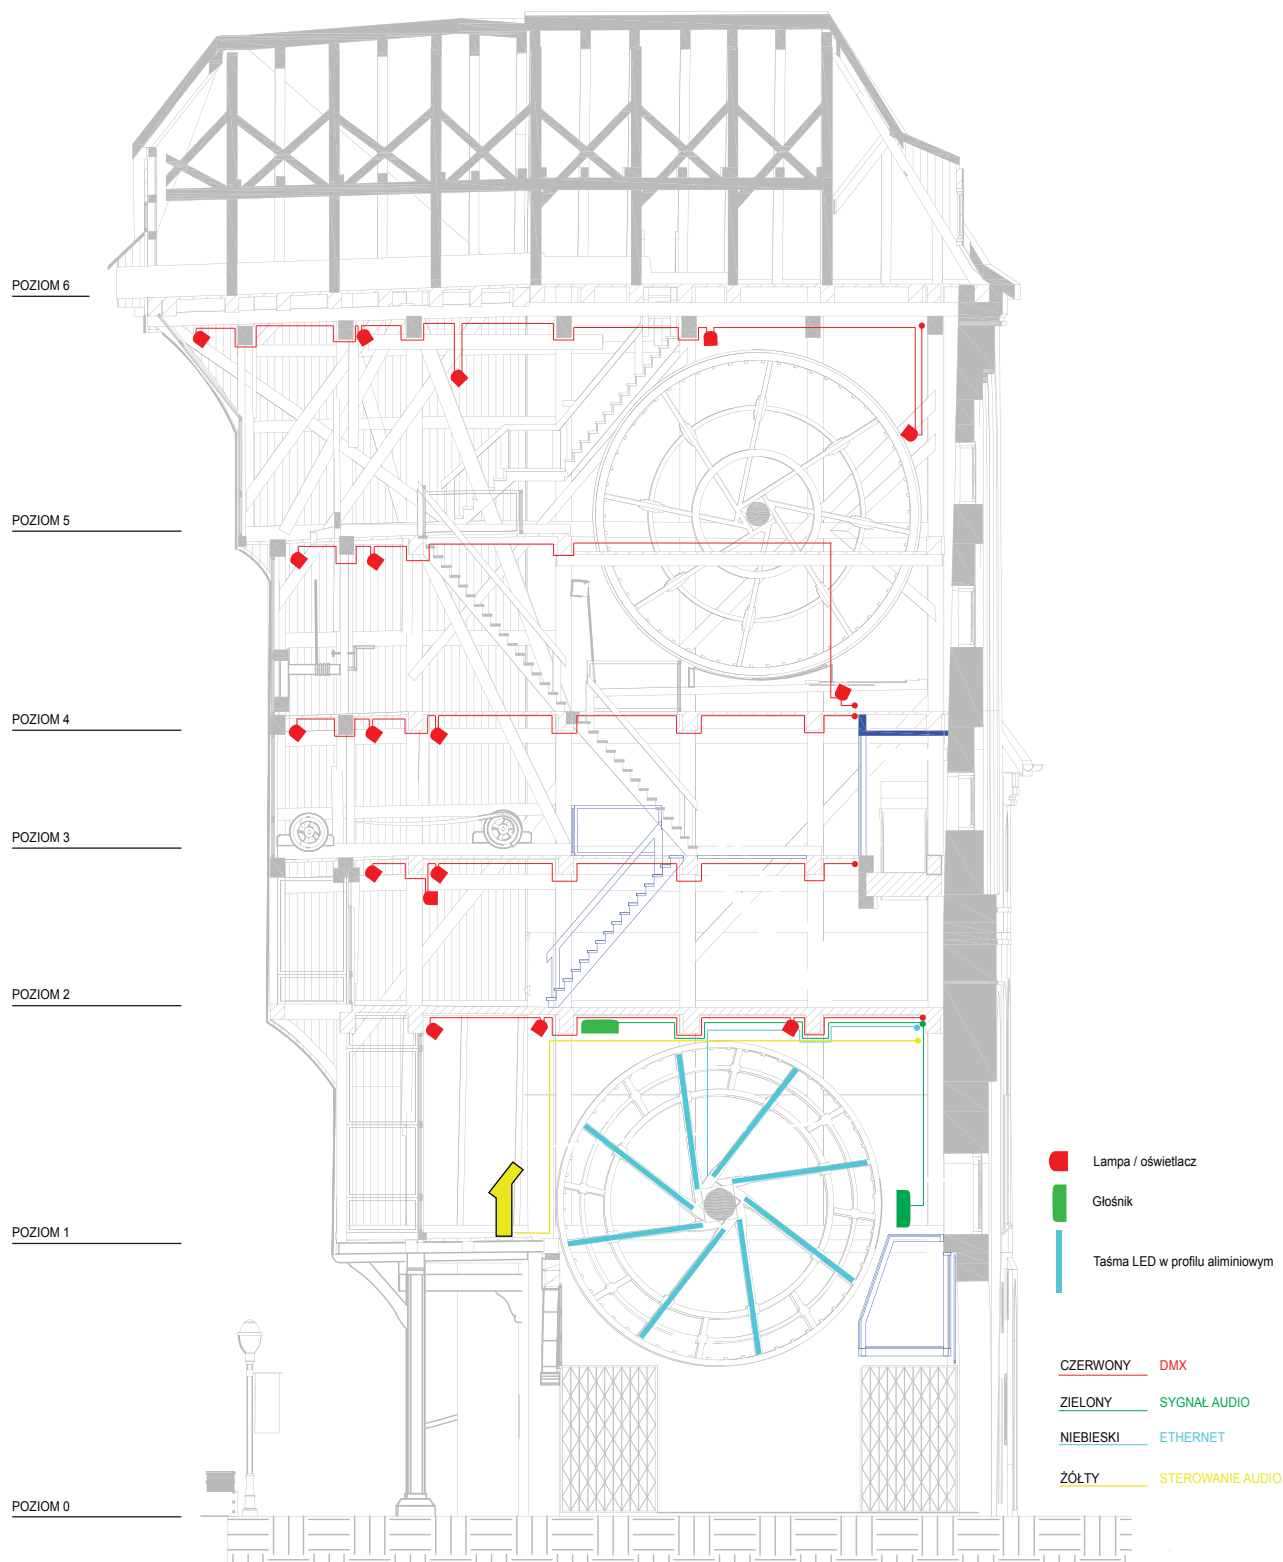 POZIOM 6
POZIOM 5
POZIOM 4
POZIOM 3
POZIOM 2
POZIOM 1
POZIOM 0
Lampa / oświetlacz
Głośnik
Taśma LED w profilu aliminiowym
CZERWONY DMX
ZIELONY SYGNAŁ AUDIO
NIEBIESKI ETHERNET
ŻÓŁTY STEROWANIE AUDIO